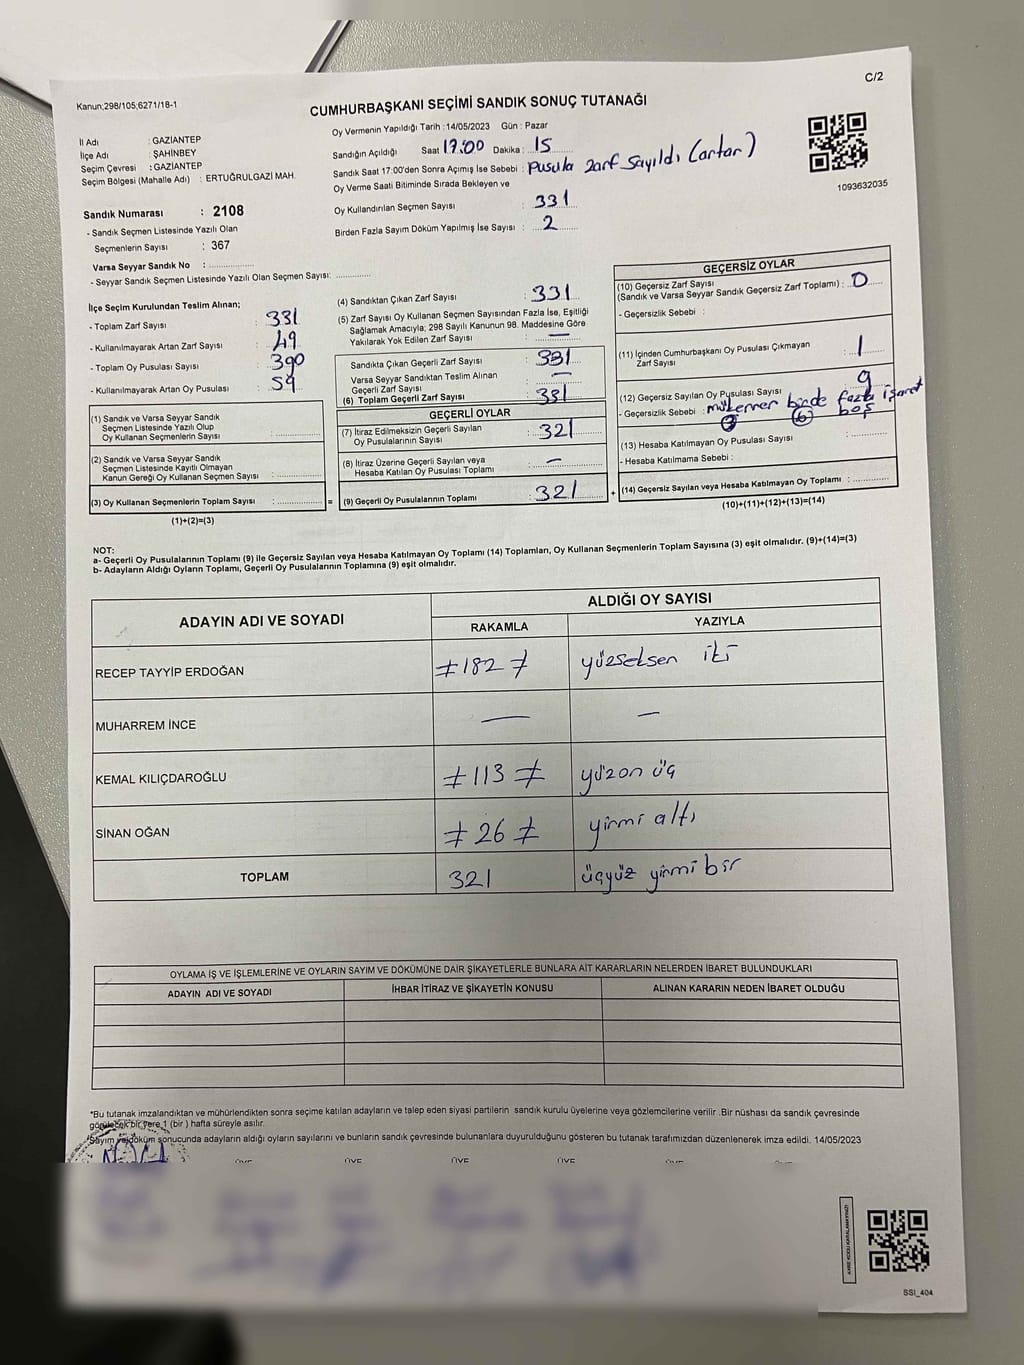 C/2
Kanun;298/105;6271/18-1
CUMHURBAŞKANI SEÇİMİ SANDIK SONUÇ TUTANAĞI
İl Adı : GAZİANTEP
İlçe Adı : ŞAHİNBEY
Seçim Çevresi : GAZİANTEP
Seçim Bölgesi (Mahalle Adı) : ERTUĞRULGAZİ MAH.
Oy Vermenin Yapıldığı Tarih : 14/05/2023 Gün : Pazar
Sandığın Açıldığı Saat 17:00 Dakika : 15
Sandık Saat 17:00'den Sonra Açımış İse Sebebi : pusula zarf sayıldı (artar)
Oy Verme Saati Bitiminde Sırada Bekleyen ve
Oy Kullandırılan Seçmen Sayısı : 331
Birden Fazla Sayım Döküm Yapılmış İse Sayısı : 2
1093632035
Sandık Numarası : 2108
- Sandık Seçmen Listesinde Yazılı Olan
Seçmenlerin Sayısı : 367
Varsa Seyyar Sandık No :
- Seyyar Sandık Seçmen Listesinde Yazılı Olan Seçmen Sayısı:
İlçe Seçim Kurulundan Teslim Alınan;
- Toplam Zarf Sayısı : 331
- Kullanılmayarak Artan Zarf Sayısı : 49
- Toplam Oy Pusulası Sayısı : 390
- Kullanılmayarak Artan Oy Pusulası : 59
(1) Sandık ve Varsa Seyyar Sandık
Seçmen Listesinde Yazılı Olup
Oy Kullanan Seçmenlerin Sayısı :
(2) Sandık ve Varsa Seyyar Sandık
Seçmen Listesinde Kayıtlı Olmayan
Kanun Gereği Oy Kullanan Seçmen Sayısı :
(3) Oy Kullanan Seçmenlerin Toplam Sayısı : =
(1)+(2)=(3)
(4) Sandıktan Çıkan Zarf Sayısı : 331
(5) Zarf Sayısı Oy Kullanan Seçmen Sayısından Fazla İse, Eşitliği
Sağlamak Amacıyla; 298 Sayılı Kanunun 98. Maddesine Göre
Yakılarak Yok Edilen Zarf Sayısı : —
Sandıkta Çıkan Geçerli Zarf Sayısı : 331
Varsa Seyyar Sandıktan Teslim Alınan
Geçerli Zarf Sayısı : —
(6) Toplam Geçerli Zarf Sayısı : 331
GEÇERLİ OYLAR
(7) İtiraz Edilmeksizin Geçerli Sayılan
Oy Pusulalarının Sayısı : 321
(8) İtiraz Üzerine Geçerli Sayılan veya
Hesaba Katılan Oy Pusulası Toplamı : —
(9) Geçerli Oy Pusulalarının Toplamı : 321 +
GEÇERSİZ OYLAR
(10) Geçersiz Zarf Sayısı
(Sandık ve Varsa Seyyar Sandık Geçersiz Zarf Toplamı) : 0
- Geçersizlik Sebebi :
(11) İçinden Cumhurbaşkanı Oy Pusulası Çıkmayan
Zarf Sayısı : 1
(12) Geçersiz Sayılan Oy Pusulası Sayısı : 9
- Geçersizlik Sebebi : mükerrer birden fazla işaret
boş
(13) Hesaba Katılmayan Oy Pusulası Sayısı :
- Hesaba Katılmama Sebebi :
(14) Geçersiz Sayılan veya Hesaba Katılmayan Oy Toplamı :
(10)+(11)+(12)+(13)=(14)
NOT:
a- Geçerli Oy Pusulalarının Toplamı (9) ile Geçersiz Sayılan veya Hesaba Katılmayan Oy Toplamı (14) Toplamları, Oy Kullanan Seçmenlerin Toplam Sayısına (3) eşit olmalıdır. (9)+(14)=(3)
b- Adayların Aldığı Oyların Toplamı, Geçerli Oy Pusulalarının Toplamına (9) eşit olmalıdır.
ADAYIN ADI VE SOYADI
ALDIĞI OY SAYISI
RAKAMLA YAZIYLA
RECEP TAYYİP ERDOĞAN ≠182≠ yüzseksen iki
MUHARREM İNCE — —
KEMAL KILIÇDAROĞLU ≠113≠ yüzon üç
SİNAN OĞAN ≠26≠ yirmi altı
TOPLAM 321 üçyüz yirmi bir
OYLAMA İŞ VE İŞLEMLERİNE VE OYLARIN SAYIM VE DÖKÜMÜNE DAİR ŞİKAYETLERLE BUNLARA AİT KARARLARIN NELERDEN İBARET BULUNDUKLARI
ADAYIN ADI VE SOYADI İHBAR İTİRAZ VE ŞİKAYETİN KONUSU ALINAN KARARIN NEDEN İBARET OLDUĞU
*Bu tutanak imzalandıktan ve mühürlendikten sonra seçime katılan adayların ve talep eden siyasi partilerin sandık kurulu üyelerine veya gözlemcilerine verilir .Bir nüshası da sandık çevresinde
görülecek bir yere 1 (bir ) hafta süreyle asılır.
*Sayım ve döküm sonucunda adayların aldığı oyların sayılarını ve bunların sandık çevresinde bulunanlara duyurulduğunu gösteren bu tutanak tarafımızdan düzenlenerek imza edildi. 14/05/2023
ÜYE ÜYE ÜYE ÜYE ÜYE
SSI_404